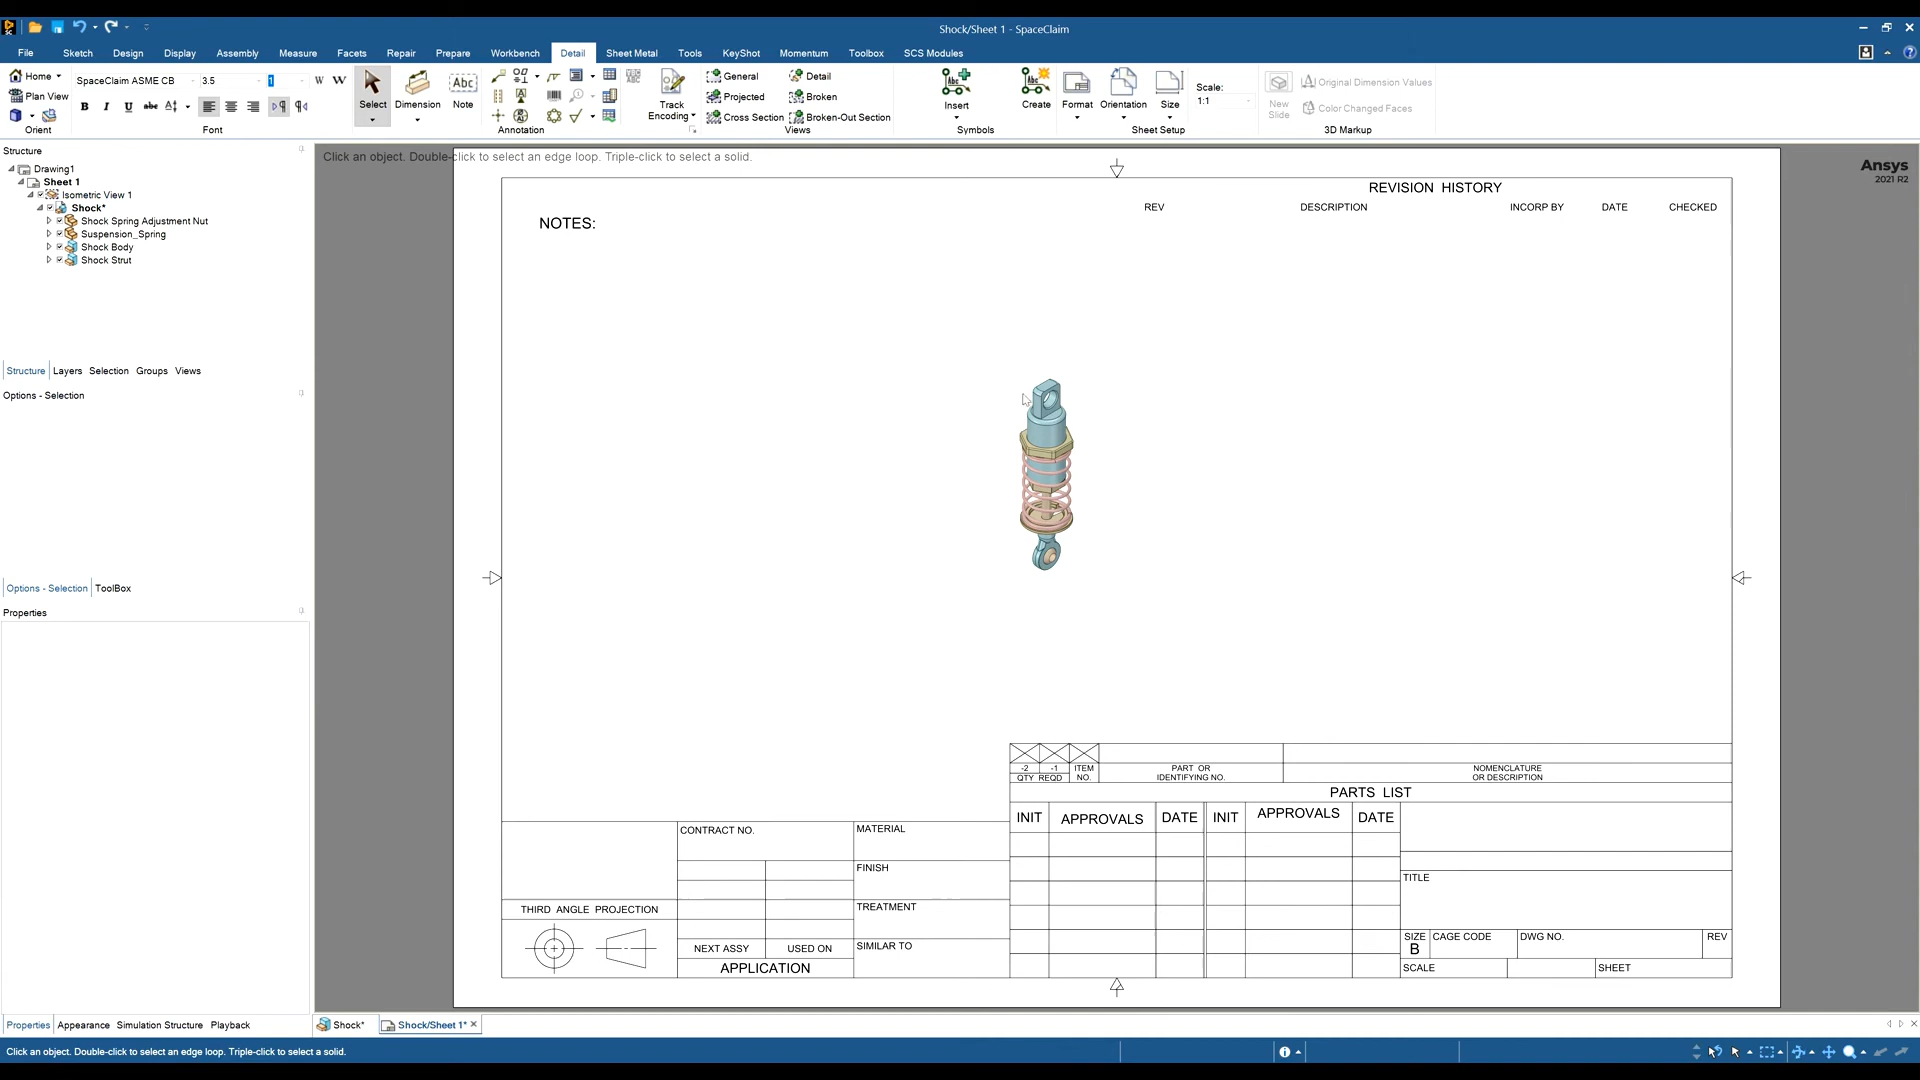 Shock/Sheet 1 - SpaceClaim
File Sketch Design Display Assembly Measure Facets Repair Prepare Workbench Detail Sheet Metal Tools KeyShot Momentum Toolbox SCS Modules
Home
Plan View
Orient
SpaceClaim ASME CB 3.5 1 W W
B I U abc
Font
Select
Dimension
Abc
Note
Annotation
Track
Encoding
General
Projected
Cross Section
Detail
Broken
Broken-Out Section
Views
Insert
Create
Symbols
Format
Orientation
Size
Scale:
1:1
Sheet Setup
New
Slide
Original Dimension Values
Color Changed Faces
3D Markup
Structure
Drawing1
Sheet 1
Isometric View 1
Shock*
Shock Spring Adjustment Nut
Suspension_Spring
Shock Body
Shock Strut
Structure Layers Selection Groups Views
Options - Selection
Options - Selection ToolBox
Properties
Properties Appearance Simulation Structure Playback
Click an object. Double-click to select an edge loop. Triple-click to select a solid.
Ansys
2021 R2
REVISION HISTORY
REV DESCRIPTION INCORP BY DATE CHECKED
NOTES:
-2 -1 ITEM NO.
QTY REQD
PART OR
IDENTIFYING NO.
NOMENCLATURE
OR DESCRIPTION
PARTS LIST
INIT APPROVALS DATE INIT APPROVALS DATE
CONTRACT NO.
MATERIAL
FINISH
TREATMENT
SIMILAR TO
THIRD ANGLE PROJECTION
NEXT ASSY USED ON
APPLICATION
TITLE
SIZE CAGE CODE DWG NO. REV
B
SCALE SHEET
Shock* Shock/Sheet 1*
Click an object. Double-click to select an edge loop. Triple-click to select a solid.